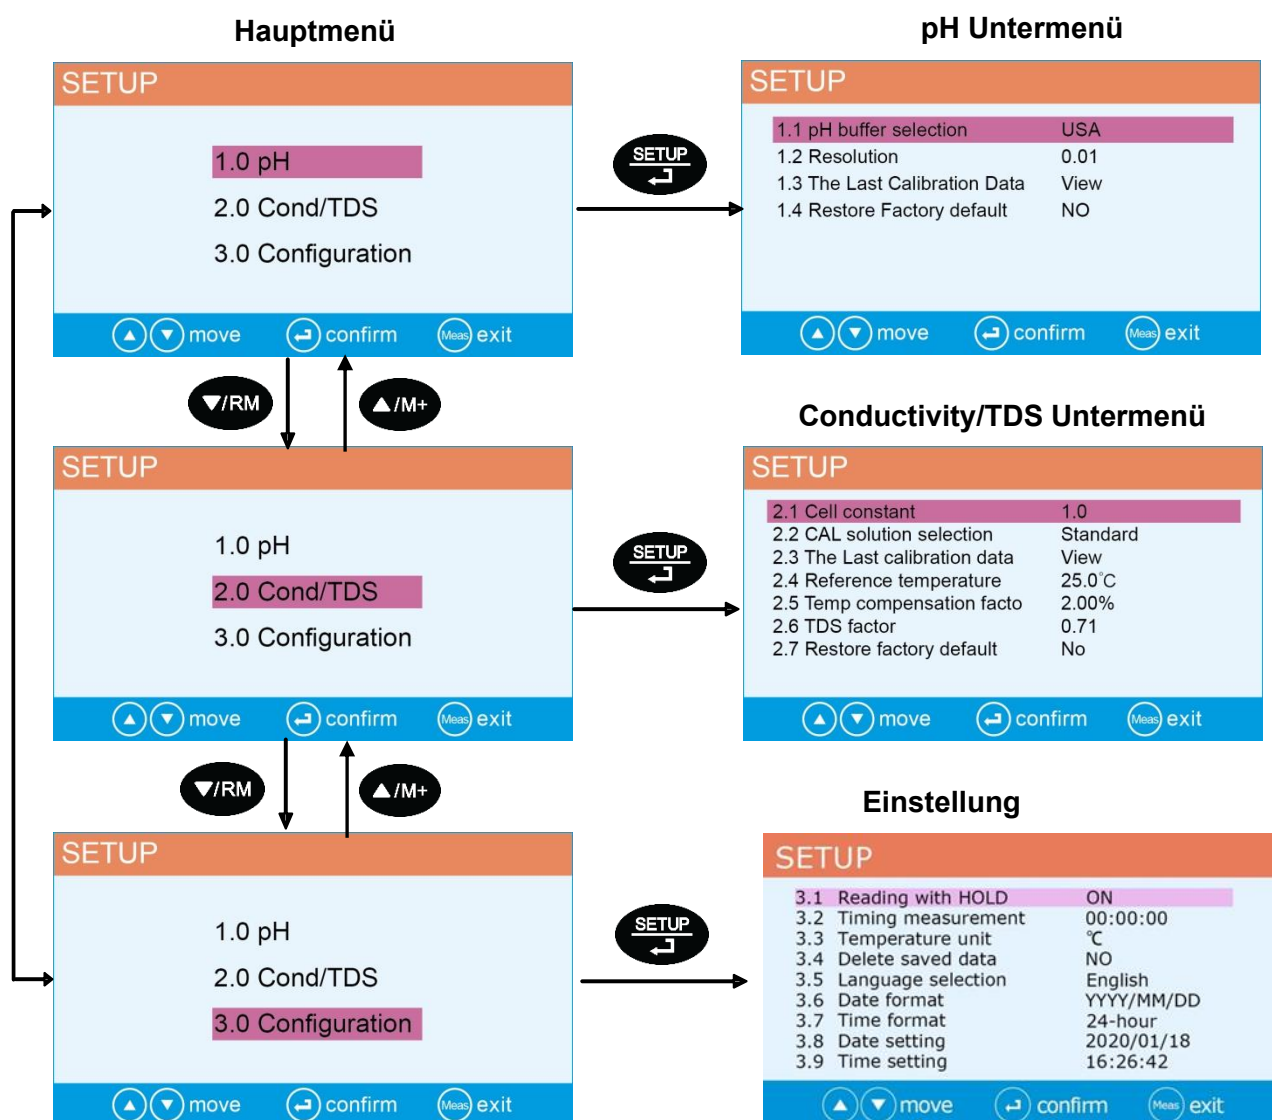 Hauptmenü
SETUP
1.0 pH
2.0 Cond/TDS
3.0 Configuration
move confirm Meas exit
SETUP
pH Untermenü
SETUP
1.1 pH buffer selection USA
1.2 Resolution 0.01
1.3 The Last Calibration Data View
1.4 Restore Factory default NO
move confirm Meas exit
▼/RM ▲/M+
SETUP
1.0 pH
2.0 Cond/TDS
3.0 Configuration
move confirm Meas exit
SETUP
Conductivity/TDS Untermenü
SETUP
2.1 Cell constant 1.0
2.2 CAL solution selection Standard
2.3 The Last calibration data View
2.4 Reference temperature 25.0°C
2.5 Temp compensation facto 2.00%
2.6 TDS factor 0.71
2.7 Restore factory default No
move confirm Meas exit
▼/RM ▲/M+
SETUP
1.0 pH
2.0 Cond/TDS
3.0 Configuration
move confirm Meas exit
SETUP
Einstellung
SETUP
3.1 Reading with HOLD ON
3.2 Timing measurement 00:00:00
3.3 Temperature unit ℃
3.4 Delete saved data NO
3.5 Language selection English
3.6 Date format YYYY/MM/DD
3.7 Time format 24-hour
3.8 Date setting 2020/01/18
3.9 Time setting 16:26:42
move confirm Meas exit